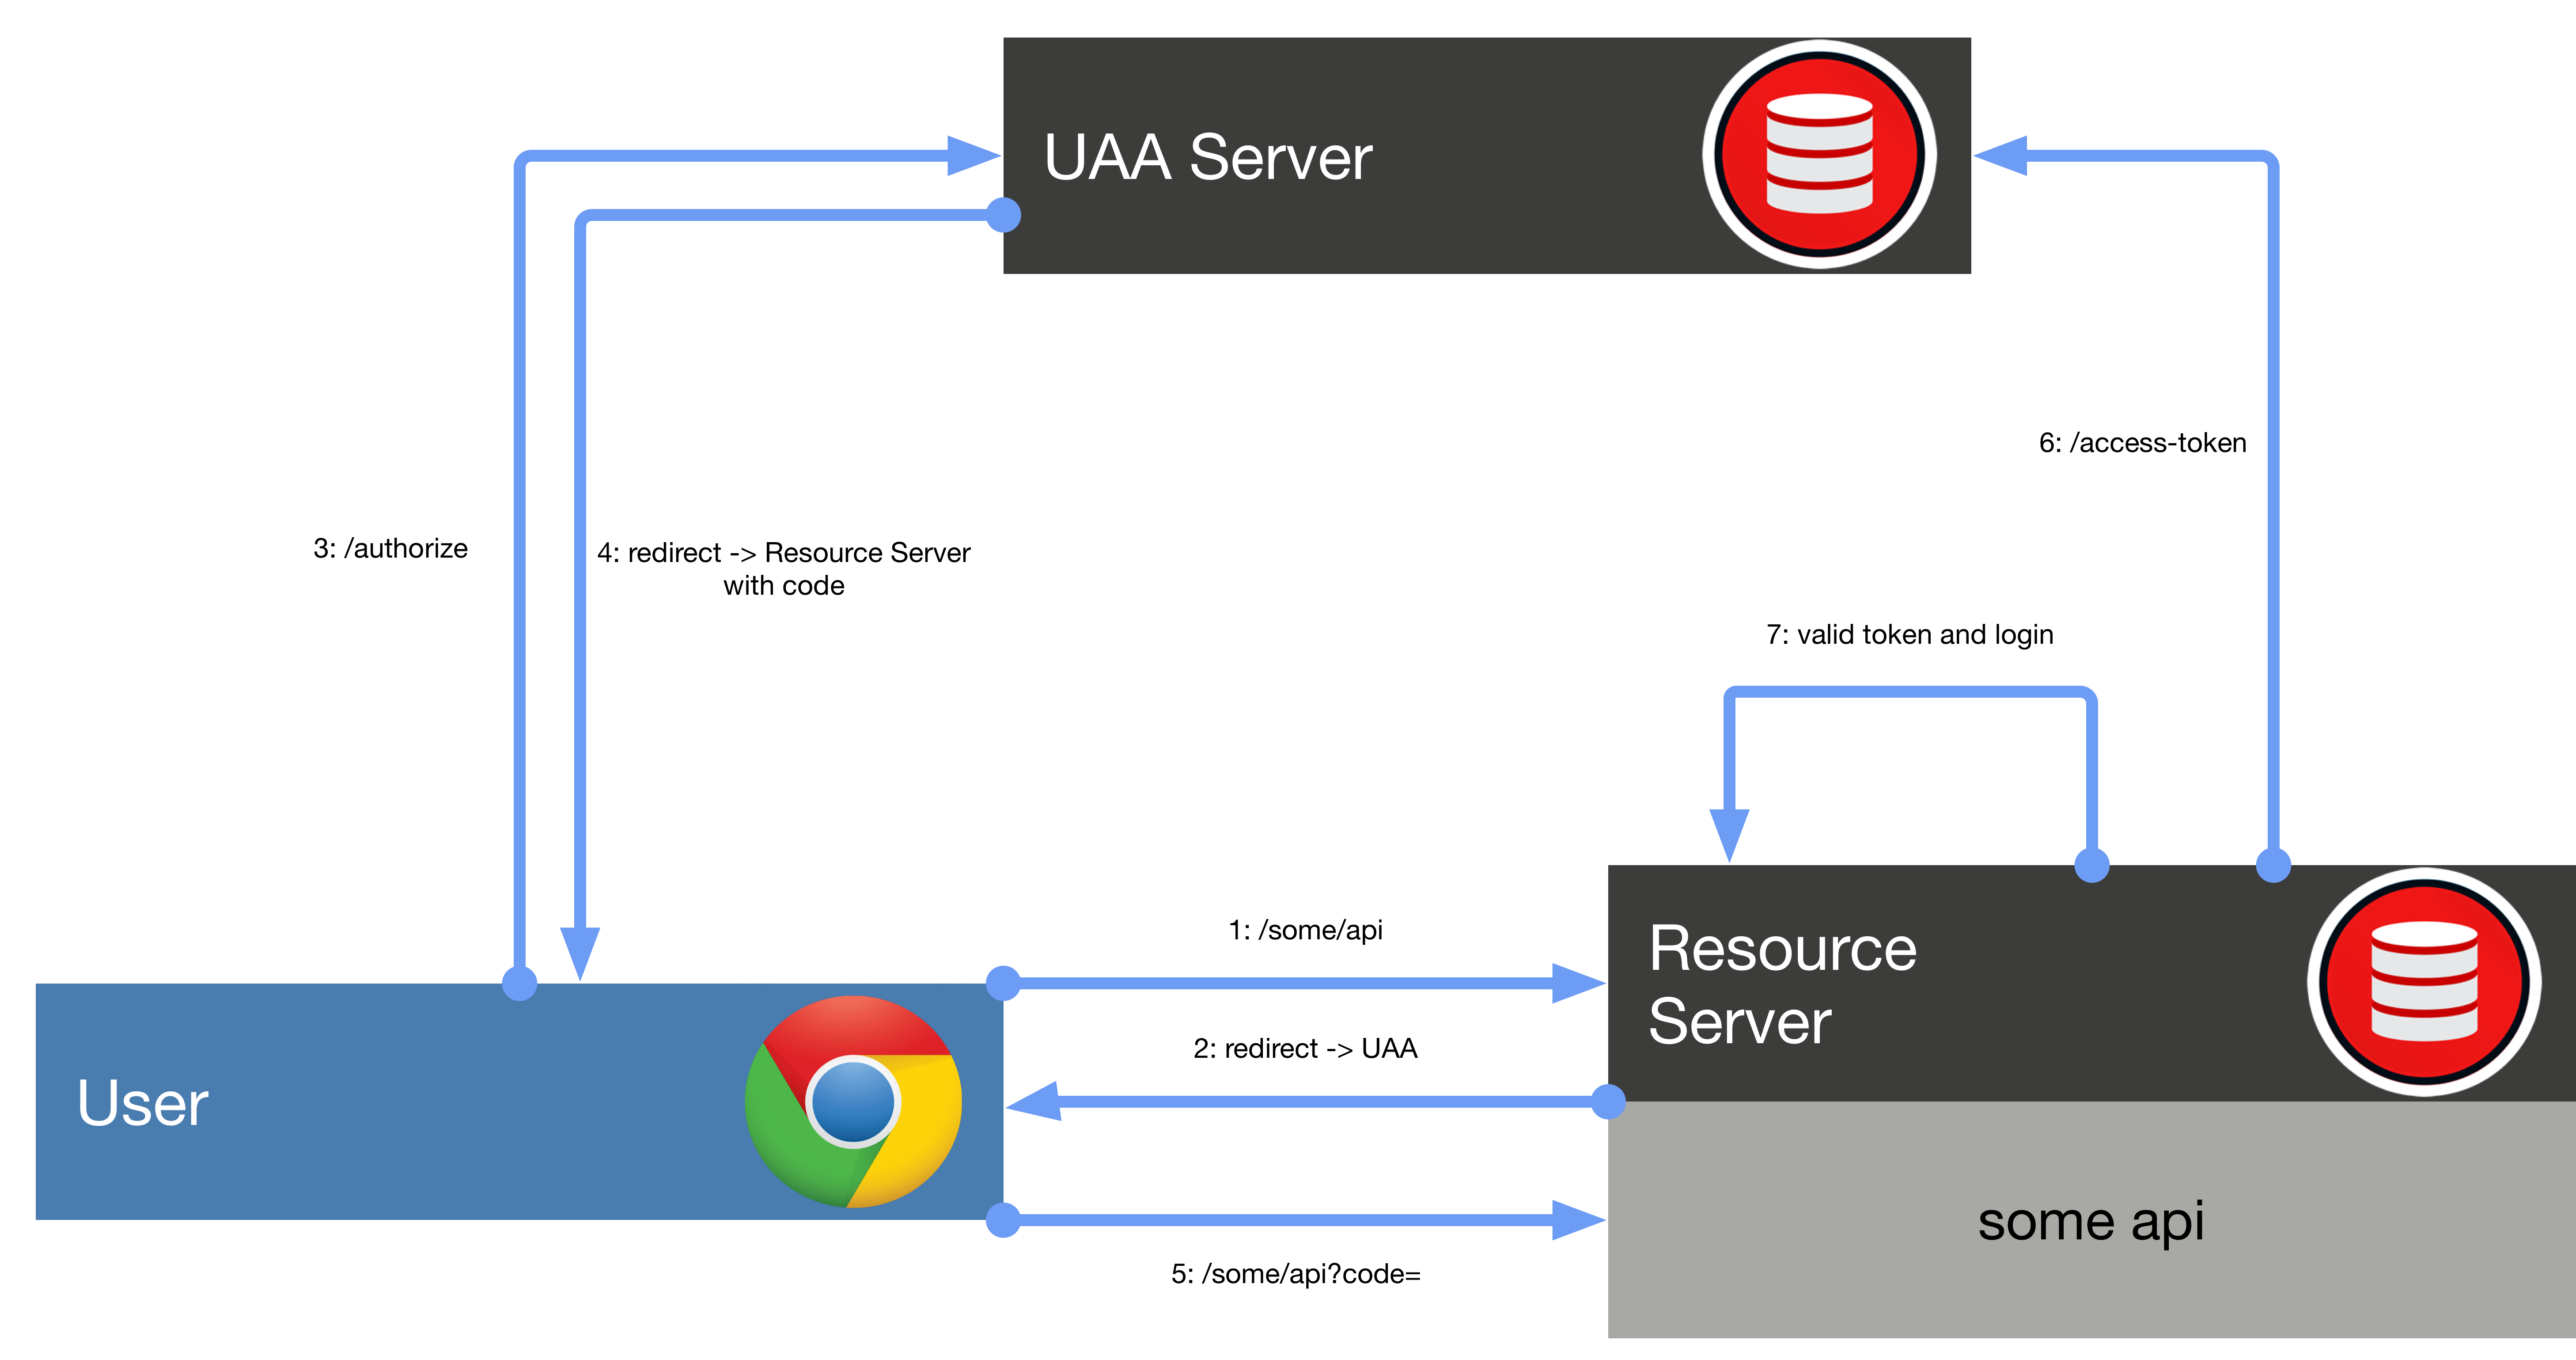 UAA Server
6: /access-token
3: /authorize
4: redirect -> Resource Server
with code
7: valid token and login
1: /some/api
Resource
Server
2: redirect -> UAA
User
some api
5: /some/api?code=